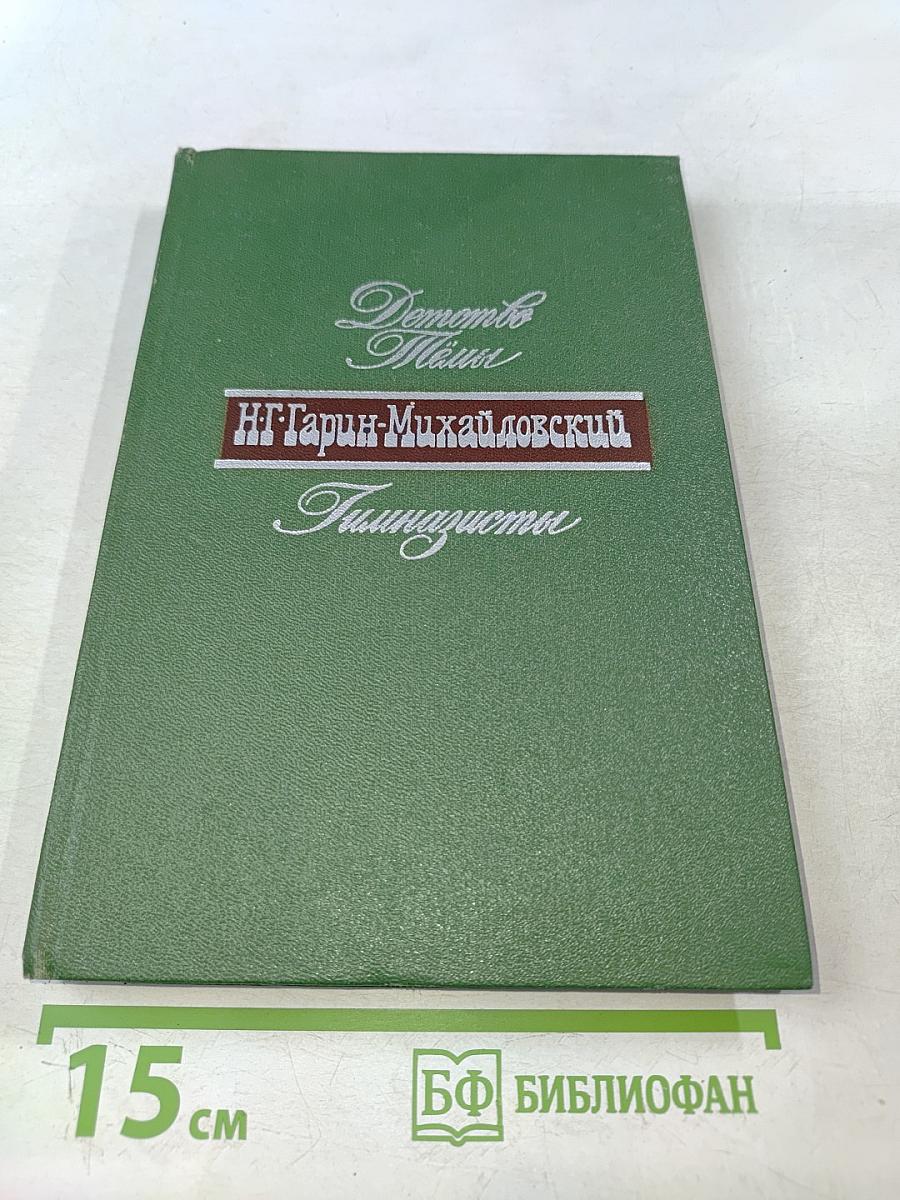 Детство
Тёмы
Н·Г·Гарин-Михайловский
Гимназисты
15 см
БФ БИБЛИОФАН